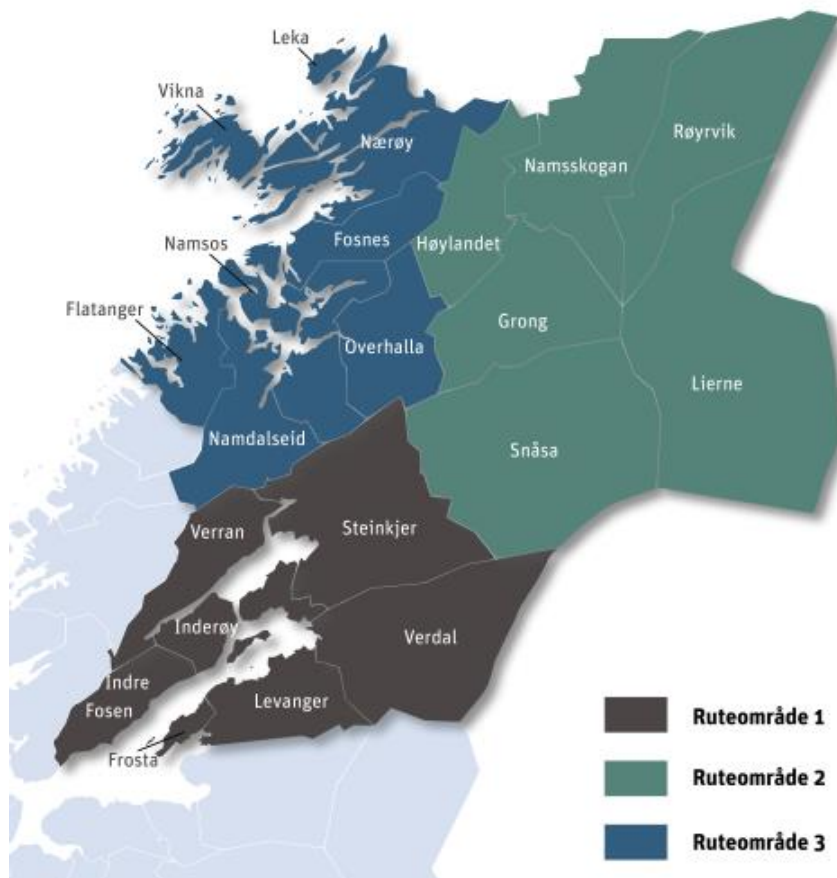 Leka
Vikna
Nærøy
Røyrvik
Namsskogan
Fosnes
Namsos
Høylandet
Flatanger
Grong
Overhalla
Lierne
Namdalseid
Snåsa
Verran
Steinkjer
Inderøy
Verdal
Indre
Fosen
Levanger
Frosta
Ruteområde 1
Ruteområde 2
Ruteområde 3